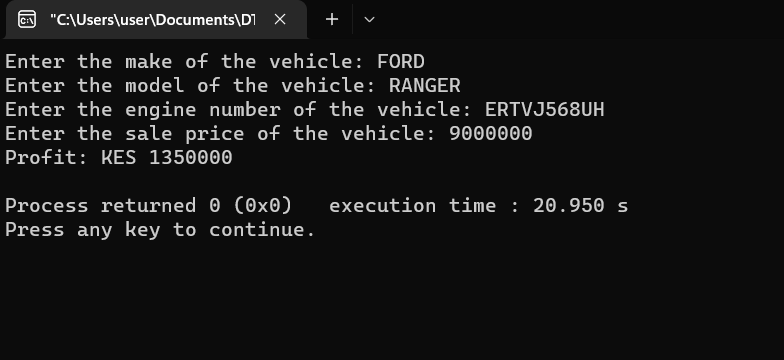 "C:\Users\user\Documents\DT
Enter the make of the vehicle: FORD
Enter the model of the vehicle: RANGER
Enter the engine number of the vehicle: ERTVJ568UH
Enter the sale price of the vehicle: 9000000
Profit: KES 1350000
Process returned 0 (0x0)   execution time : 20.950 s
Press any key to continue.